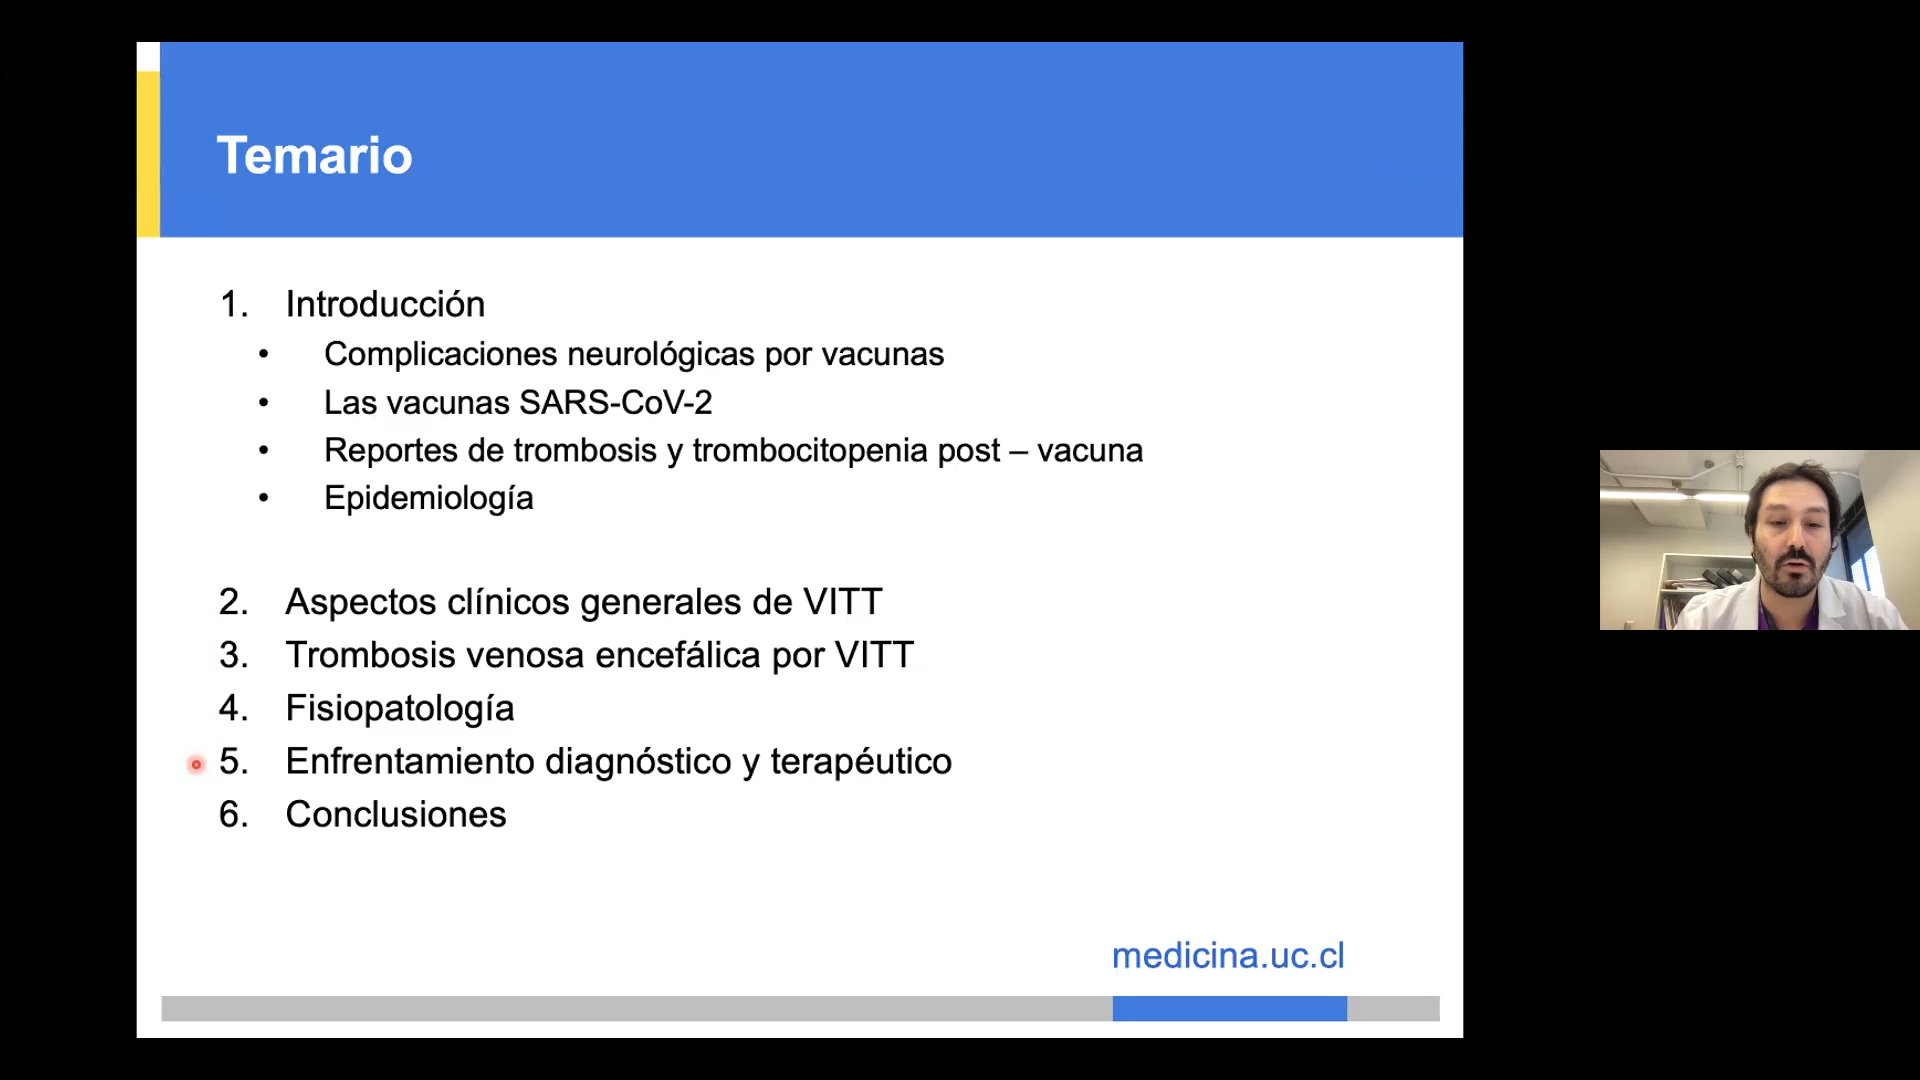 Temario
1. Introducción
• Complicaciones neurológicas por vacunas
• Las vacunas SARS-CoV-2
• Reportes de trombosis y trombocitopenia post – vacuna
• Epidemiología
2. Aspectos clínicos generales de VITT
3. Trombosis venosa encefálica por VITT
4. Fisiopatología
5. Enfrentamiento diagnóstico y terapéutico
6. Conclusiones
medicina.uc.cl